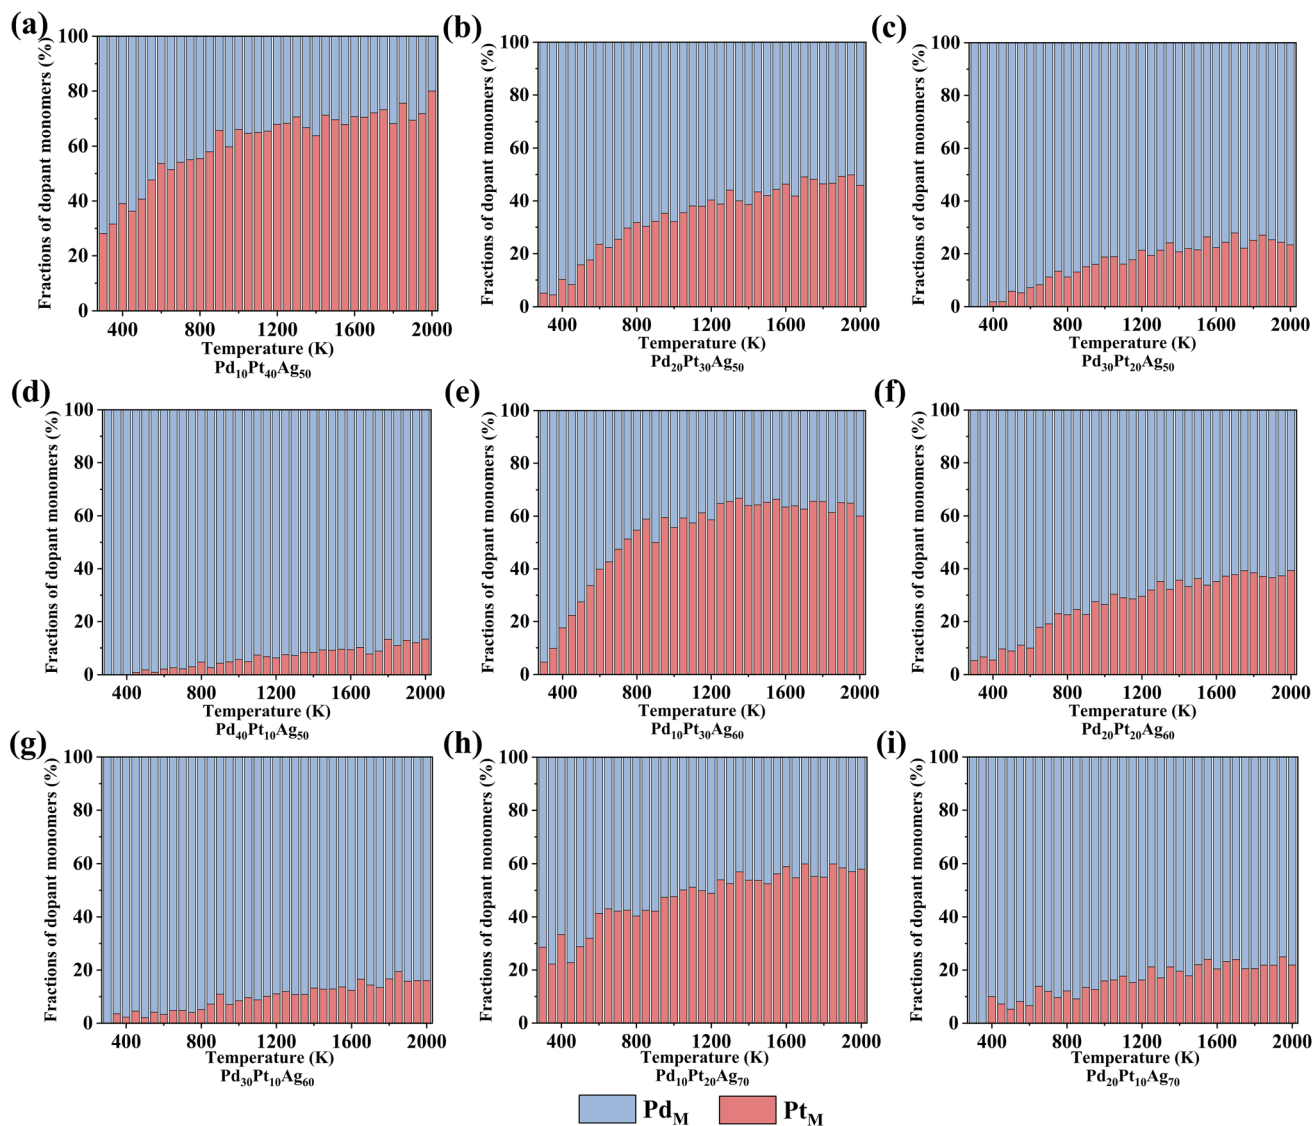 (a)
Fractions of dopant monomers (%)
100
80
60
40
20
0
400 800 1200 1600 2000
Temperature (K)
Pd₁₀Pt₄₀Ag₅₀
(b)
Fractions of dopant monomers (%)
100
80
60
40
20
0
400 800 1200 1600 2000
Temperature (K)
Pd₂₀Pt₃₀Ag₅₀
(c)
Fractions of dopant monomers (%)
100
80
60
40
20
0
400 800 1200 1600 2000
Temperature (K)
Pd₃₀Pt₂₀Ag₅₀
(d)
Fractions of dopant monomers (%)
100
80
60
40
20
0
400 800 1200 1600 2000
Temperature (K)
Pd₄₀Pt₁₀Ag₅₀
(e)
Fractions of dopant monomers (%)
100
80
60
40
20
0
400 800 1200 1600 2000
Temperature (K)
Pd₁₀Pt₃₀Ag₆₀
(f)
Fractions of dopant monomers (%)
100
80
60
40
20
0
400 800 1200 1600 2000
Temperature (K)
Pd₂₀Pt₂₀Ag₆₀
(g)
Fractions of dopant monomers (%)
100
80
60
40
20
0
400 800 1200 1600 2000
Temperature (K)
Pd₃₀Pt₁₀Ag₆₀
(h)
Fractions of dopant monomers (%)
100
80
60
40
20
0
400 800 1200 1600 2000
Temperature (K)
Pd₁₀Pt₂₀Ag₇₀
(i)
Fractions of dopant monomers (%)
100
80
60
40
20
0
400 800 1200 1600 2000
Temperature (K)
Pd₂₀Pt₁₀Ag₇₀
Pd_M Pt_M